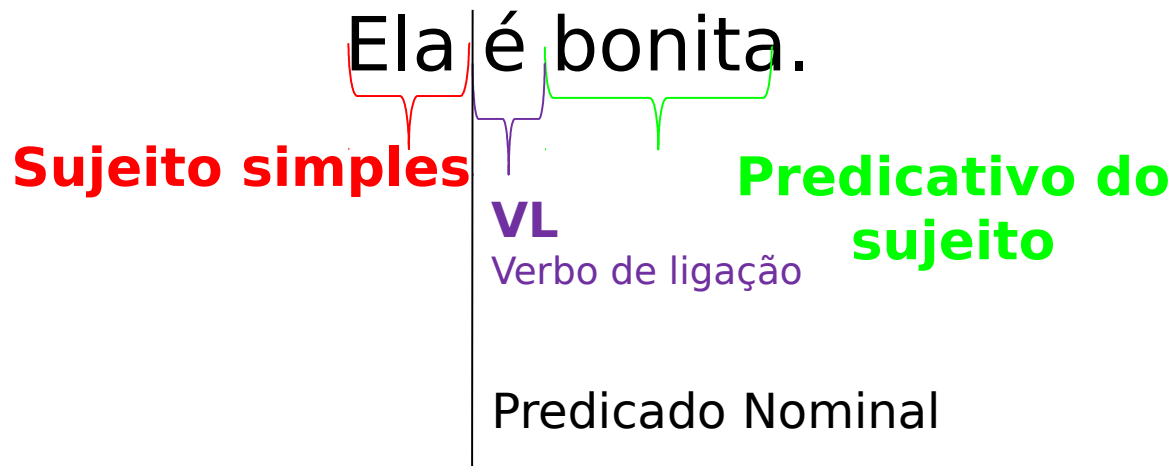 Ela é bonita.
Sujeito simples
Predicativo do
sujeito
VL
Verbo de ligação
Predicado Nominal